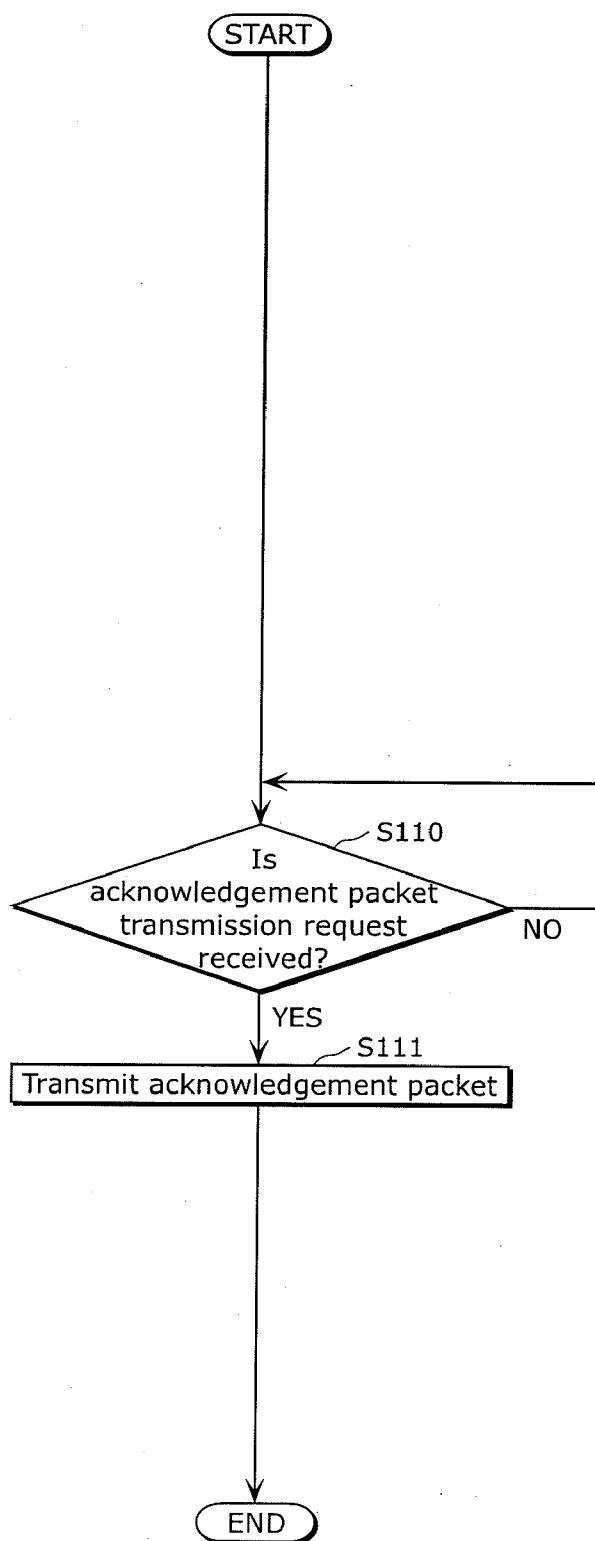 START
S110
Is
acknowledgement packet
transmission request
received?
NO
YES
S111
Transmit acknowledgement packet
END